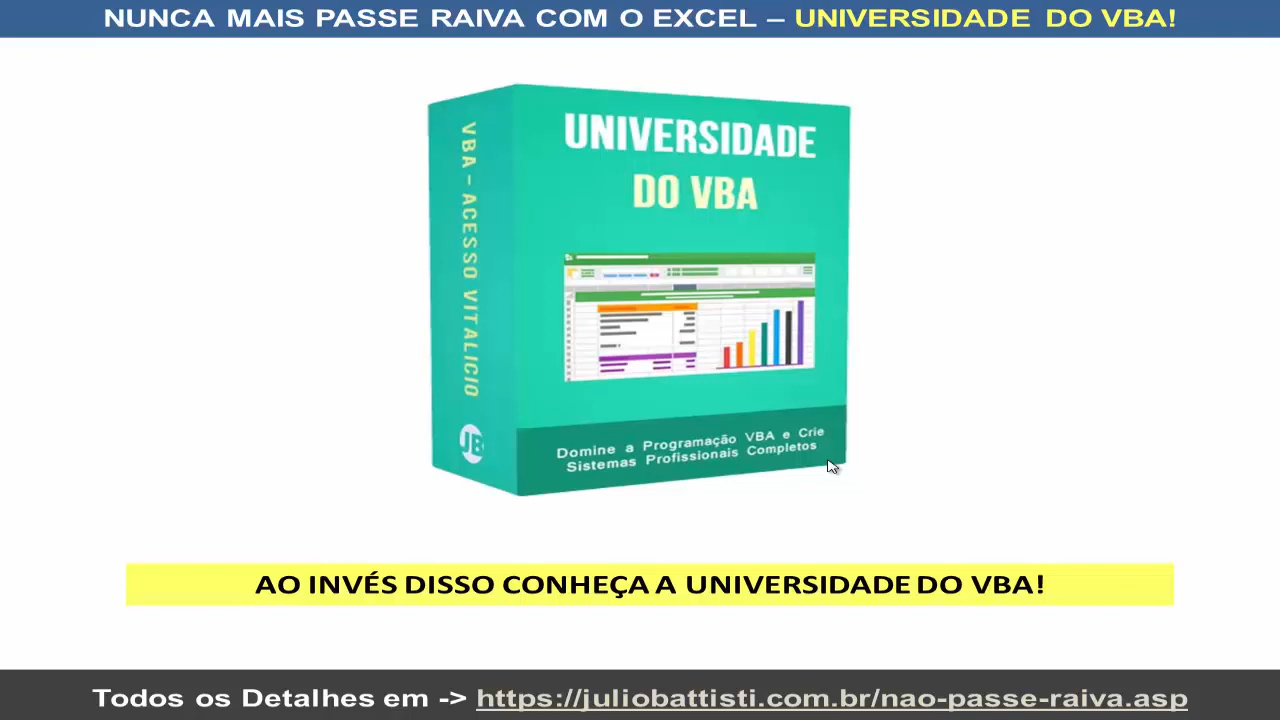 NUNCA MAIS PASSE RAIVA COM O EXCEL – UNIVERSIDADE DO VBA!
UNIVERSIDADE
DO VBA
VBA – ACESSO VITALICIO
JB
Domine a Programação VBA e Crie
Sistemas Profissionais Completos
AO INVÉS DISSO CONHEÇA A UNIVERSIDADE DO VBA!
Todos os Detalhes em -> https://juliobattisti.com.br/nao-passe-raiva.asp